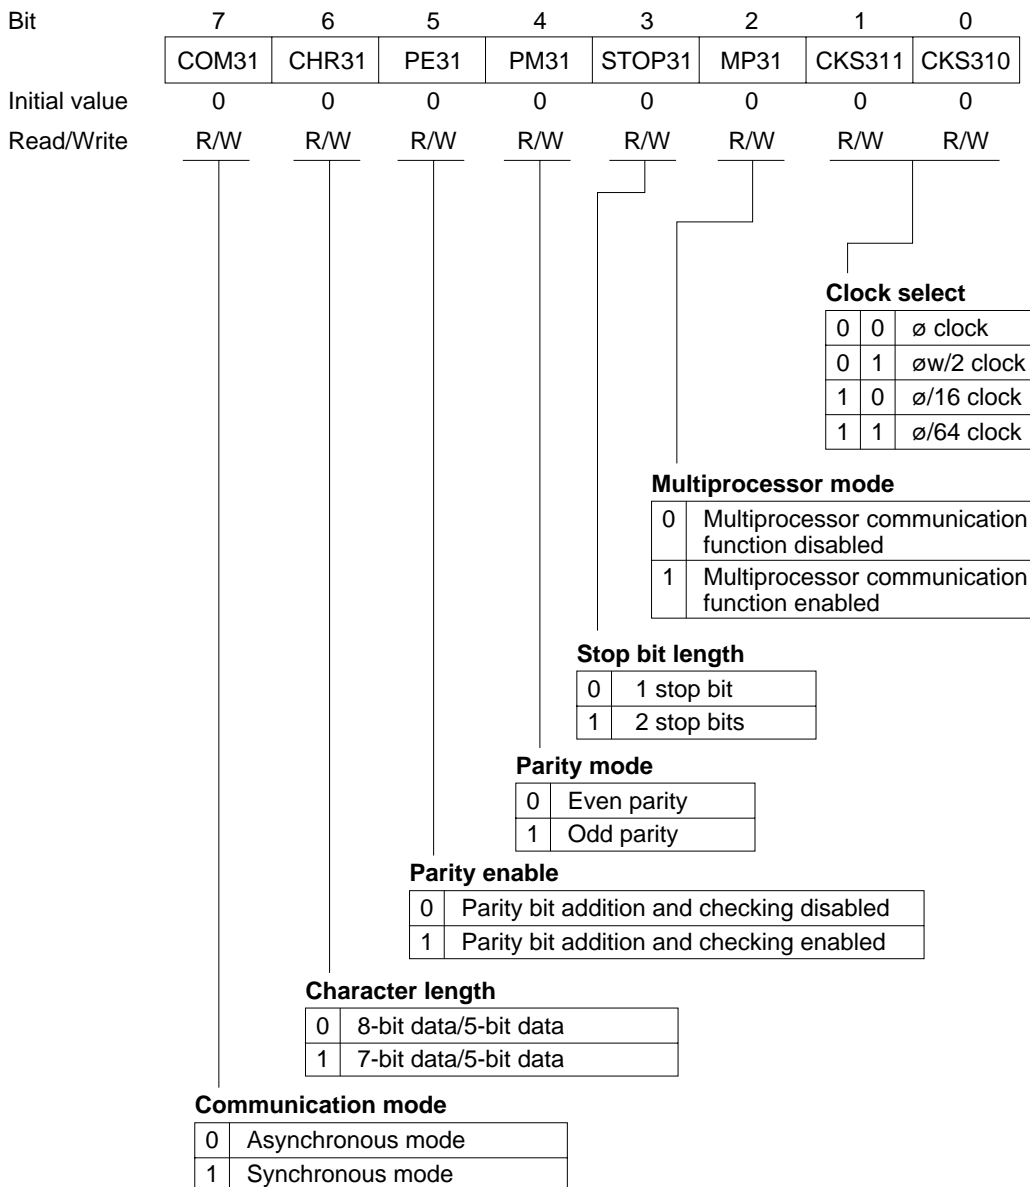 Bit 7 6 5 4 3 2 1 0
COM31 CHR31 PE31 PM31 STOP31 MP31 CKS311 CKS310
Initial value 0 0 0 0 0 0 0 0
Read/Write R/W R/W R/W R/W R/W R/W R/W R/W
Clock select
0 0 ø clock
0 1 øw/2 clock
1 0 ø/16 clock
1 1 ø/64 clock
Multiprocessor mode
0 Multiprocessor communication
function disabled
1 Multiprocessor communication
function enabled
Stop bit length
0 1 stop bit
1 2 stop bits
Parity mode
0 Even parity
1 Odd parity
Parity enable
0 Parity bit addition and checking disabled
1 Parity bit addition and checking enabled
Character length
0 8-bit data/5-bit data
1 7-bit data/5-bit data
Communication mode
0 Asynchronous mode
1 Synchronous mode